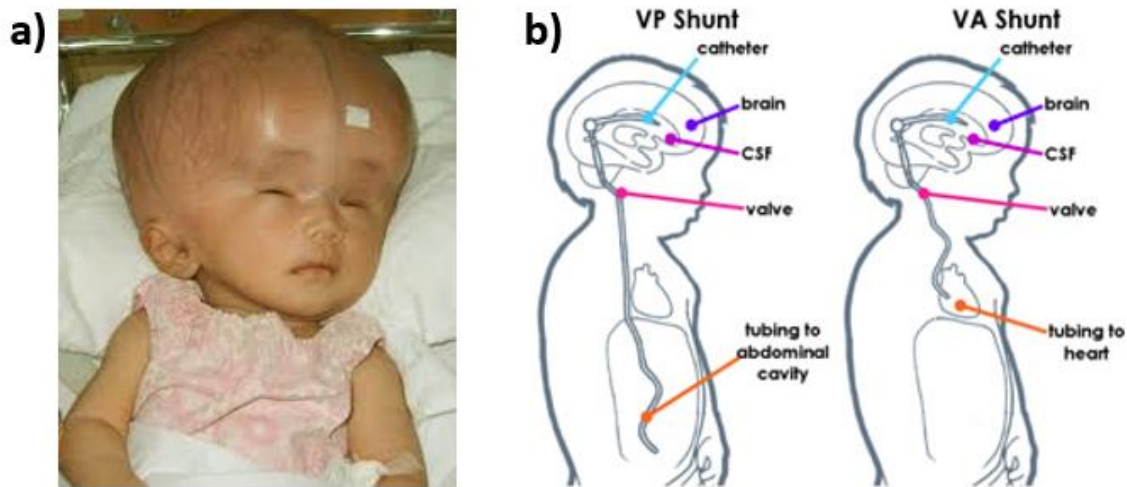 a)
b)
VP Shunt
catheter
brain
CSF
valve
tubing to
abdominal
cavity
VA Shunt
catheter
brain
CSF
valve
tubing to
heart